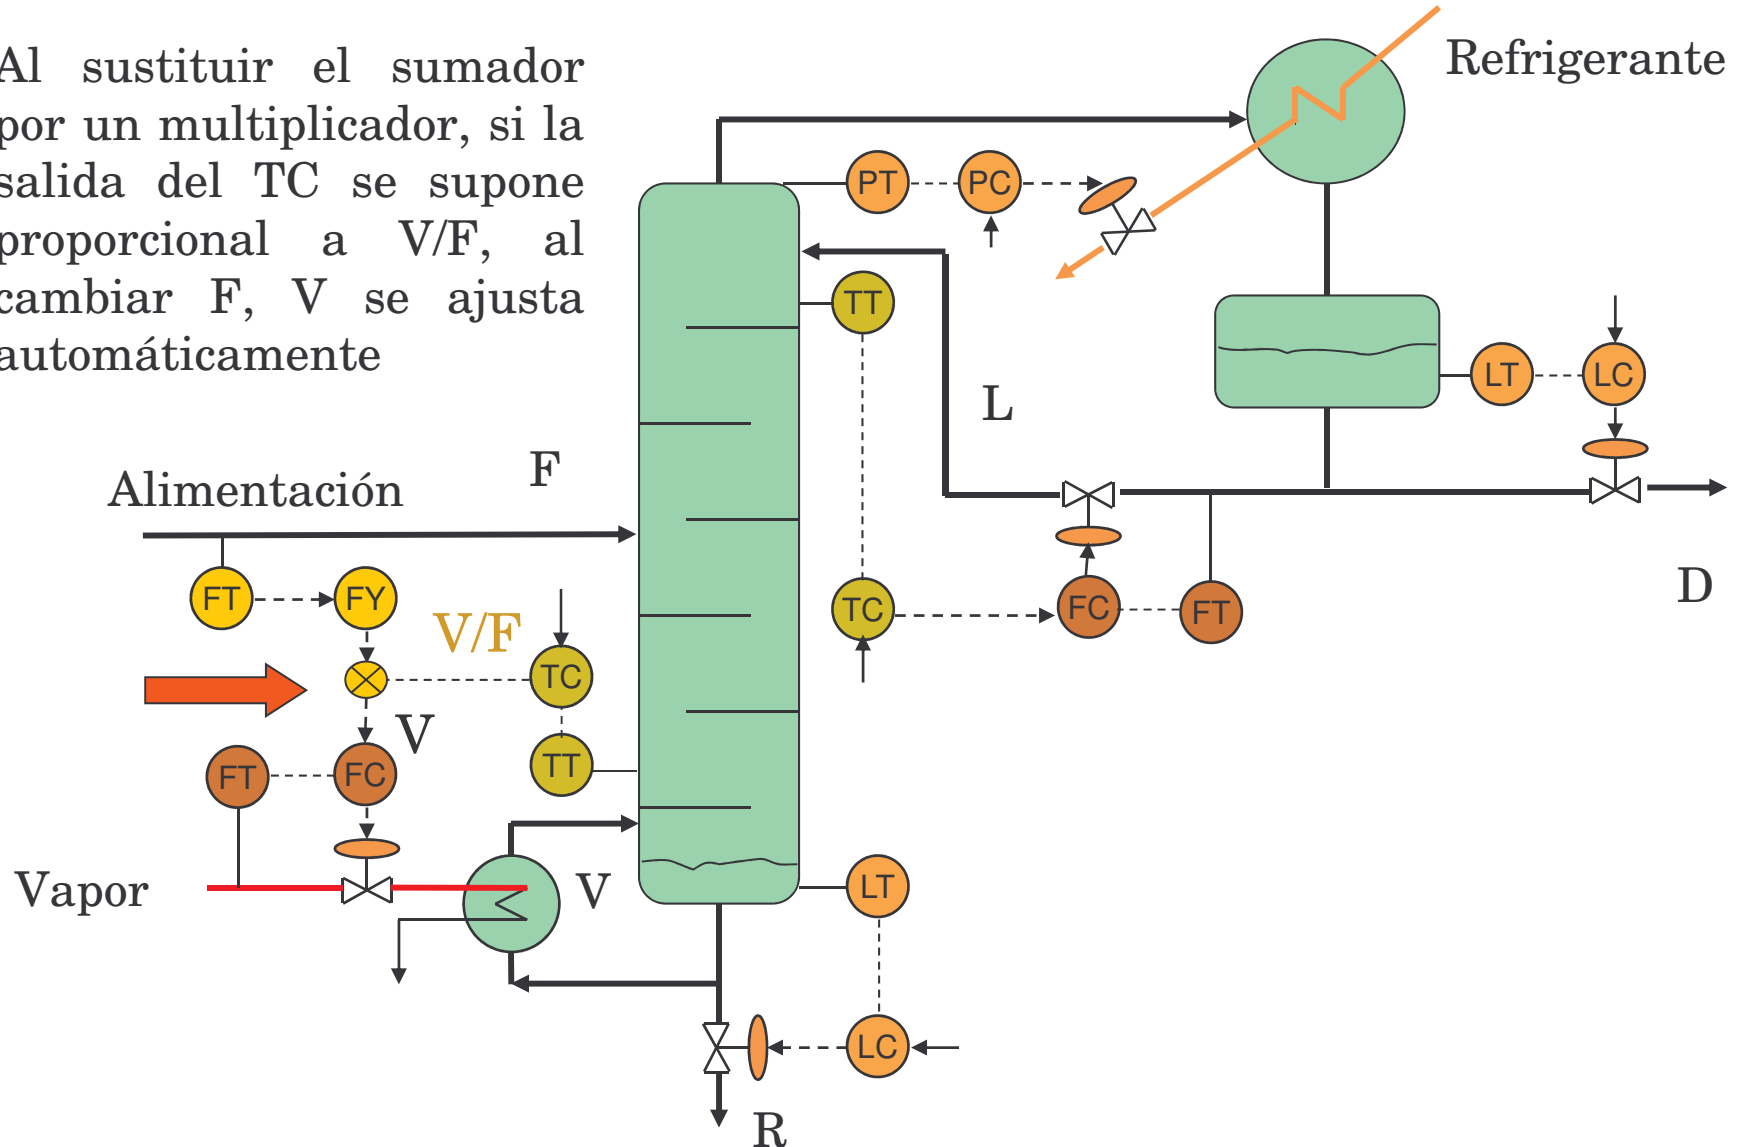 Al sustituir el sumador
por un multiplicador, si la
salida del TC se supone
proporcional a V/F, al
cambiar F, V se ajusta
automáticamente
Refrigerante
PT
PC
TT
LT
LC
L
F
Alimentación
D
FT
FY
V/F
TC
TC
FC
FT
V
FT
FC
TT
Vapor
V
LT
LC
R